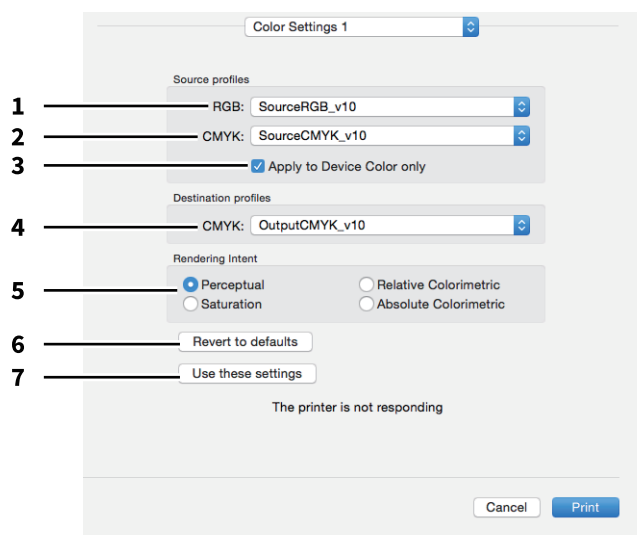 Color Settings 1
Source profiles
1 RGB: SourceRGB_v10
2 CMYK: SourceCMYK_v10
3 Apply to Device Color only
Destination profiles
4 CMYK: OutputCMYK_v10
Rendering Intent
5 Perceptual Relative Colorimetric
Saturation Absolute Colorimetric
6 Revert to defaults
7 Use these settings
The printer is not responding
Cancel Print